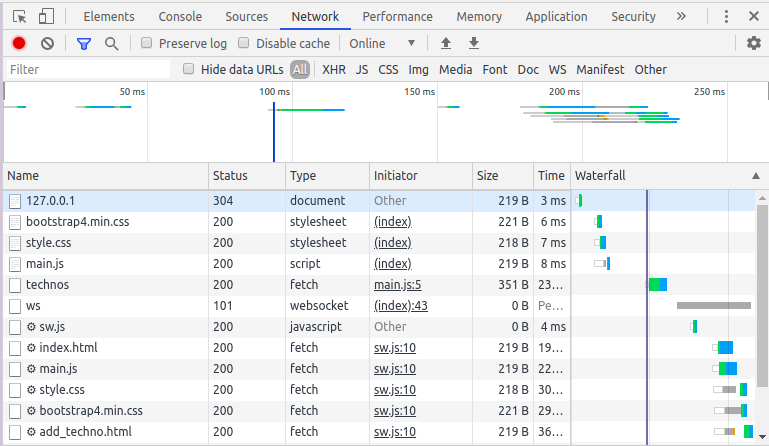 Elements Console Sources Network Performance Memory Application Security »
Preserve log Disable cache Online
Filter Hide data URLs All XHR JS CSS Img Media Font Doc WS Manifest Other
50 ms 100 ms 150 ms 200 ms 250 ms
Name Status Type Initiator Size Time Waterfall
127.0.0.1 304 document Other 219 B 3 ms
bootstrap4.min.css 200 stylesheet (index) 221 B 6 ms
style.css 200 stylesheet (index) 218 B 7 ms
main.js 200 script (index) 219 B 8 ms
technos 200 fetch main.js:5 351 B 23...
ws 101 websocket (index):43 0 B Pe...
sw.js 200 javascript Other 0 B 4 ms
index.html 200 fetch sw.js:10 219 B 19...
main.js 200 fetch sw.js:10 219 B 22...
style.css 200 fetch sw.js:10 218 B 30...
bootstrap4.min.css 200 fetch sw.js:10 221 B 29...
add_techno.html 200 fetch sw.js:10 219 B 36...